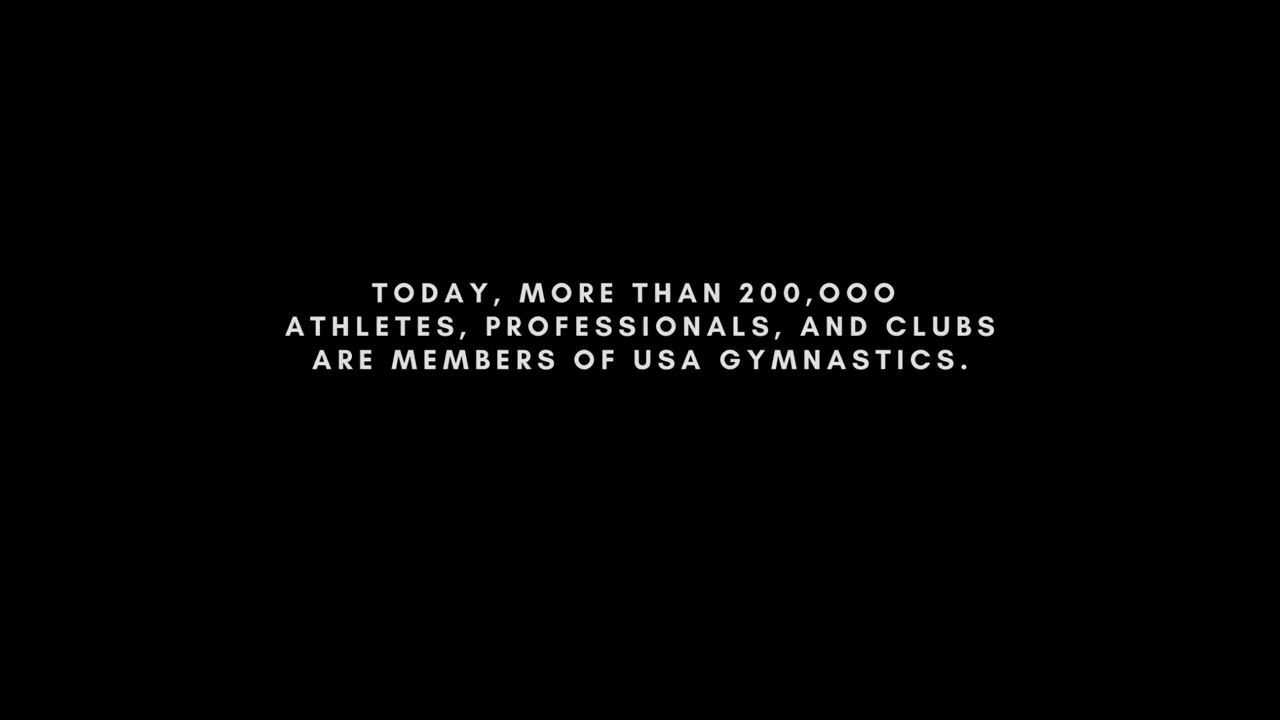 TODAY, MORE THAN 200,OOO
ATHLETES, PROFESSIONALS, AND CLUBS
ARE MEMBERS OF USA GYMNASTICS.